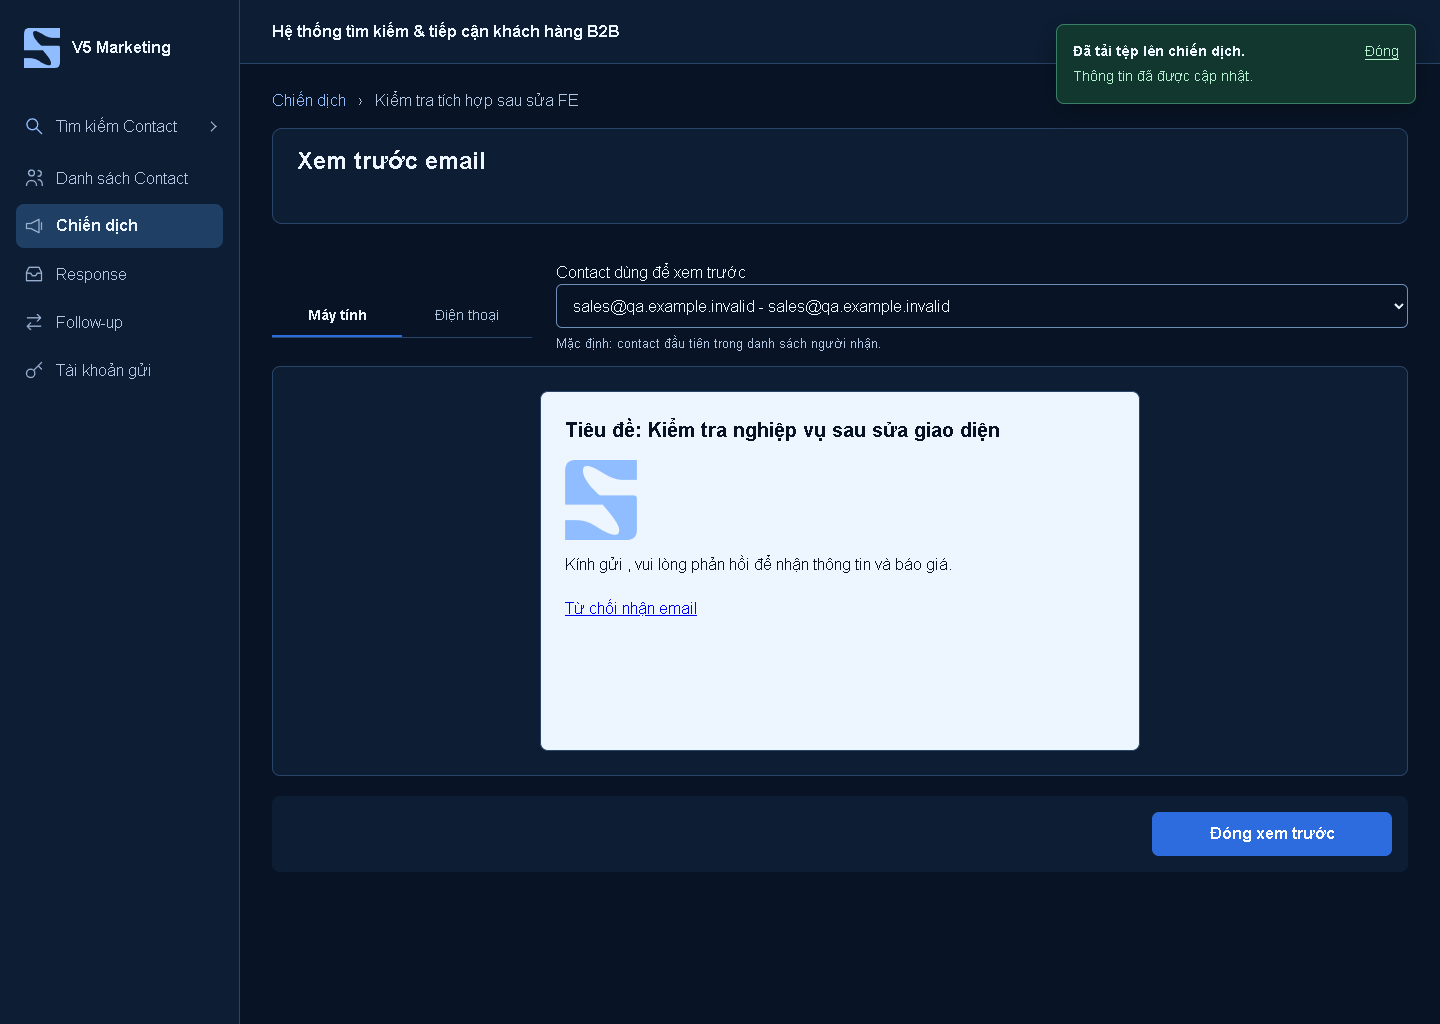 V5 Marketing
Tìm kiếm Contact
Danh sách Contact
Chiến dịch
Response
Follow-up
Tài khoản gửi
Hệ thống tìm kiếm & tiếp cận khách hàng B2B
Đã tải tệp lên chiến dịch.
Đóng
Thông tin đã được cập nhật.
Chiến dịch › Kiểm tra tích hợp sau sửa FE
Xem trước email
Máy tính
Điện thoại
Contact dùng để xem trước
sales@qa.example.invalid - sales@qa.example.invalid
Mặc định: contact đầu tiên trong danh sách người nhận.
Tiêu đề: Kiểm tra nghiệp vụ sau sửa giao diện
Kính gửi , vui lòng phản hồi để nhận thông tin và báo giá.
Từ chối nhận email
Đóng xem trước